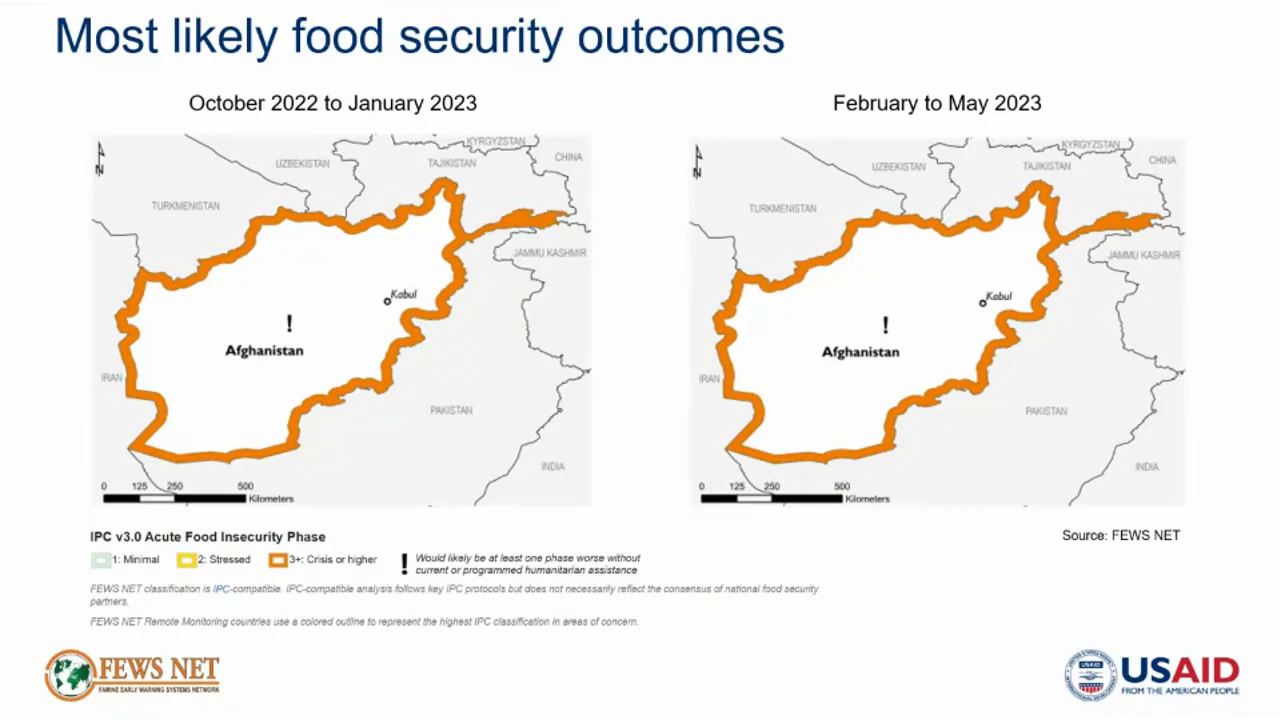 Most likely food security outcomes
October 2022 to January 2023
N
UZBEKISTAN
KYRGYZSTAN
TAJIKISTAN
CHINA
TURKMENISTAN
JAMMU KASHMIR
Kabul
!
Afghanistan
IRAN
PAKISTAN
INDIA
0 125 250 500
Kilometers
February to May 2023
N
UZBEKISTAN
KYRGYZSTAN
TAJIKISTAN
CHINA
TURKMENISTAN
JAMMU KASHMIR
Kabul
!
Afghanistan
IRAN
PAKISTAN
INDIA
0 125 250 500
Kilometers
IPC v3.0 Acute Food Insecurity Phase
Source: FEWS NET
1: Minimal 2: Stressed 3+: Crisis or higher
! Would likely be at least one phase worse without
current or programmed humanitarian assistance
FEWS NET classification is IPC-compatible. IPC-compatible analysis follows key IPC protocols but does not necessarily reflect the consensus of national food security
partners.
FEWS NET Remote Monitoring countries use a colored outline to represent the highest IPC classification in areas of concern.
FEWS NET
FAMINE EARLY WARNING SYSTEMS NETWORK
USAID
USAID
FROM THE AMERICAN PEOPLE